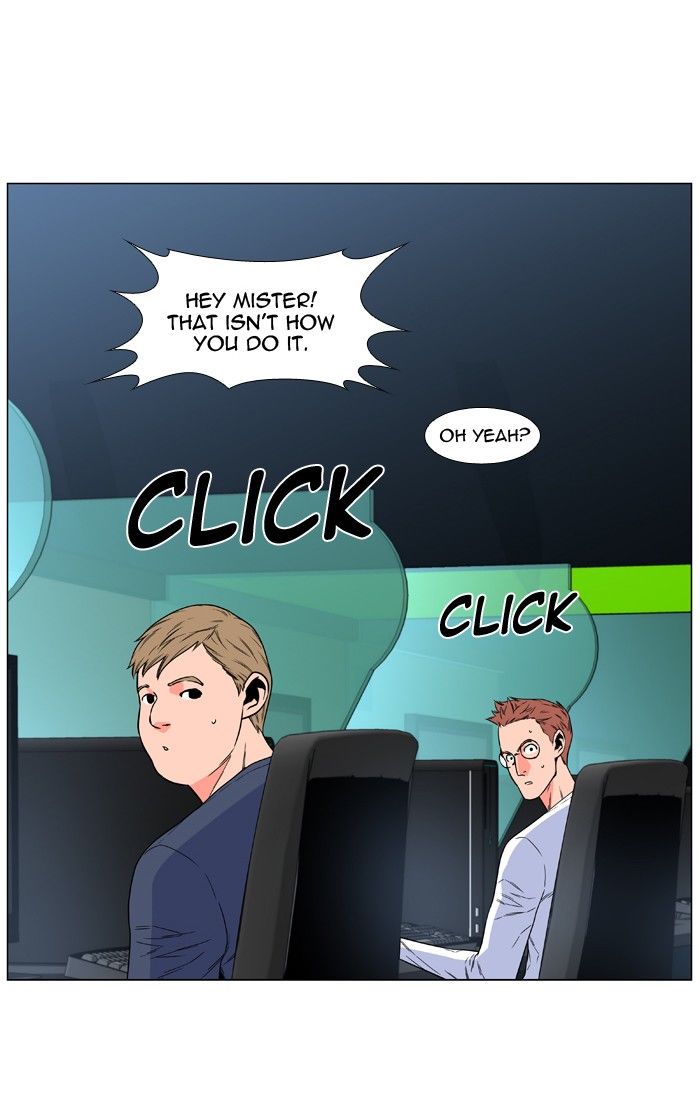 HEY MISTER!
THAT ISN'T HOW
YOU DO IT.
OH YEAH?
CLICK
CLICK